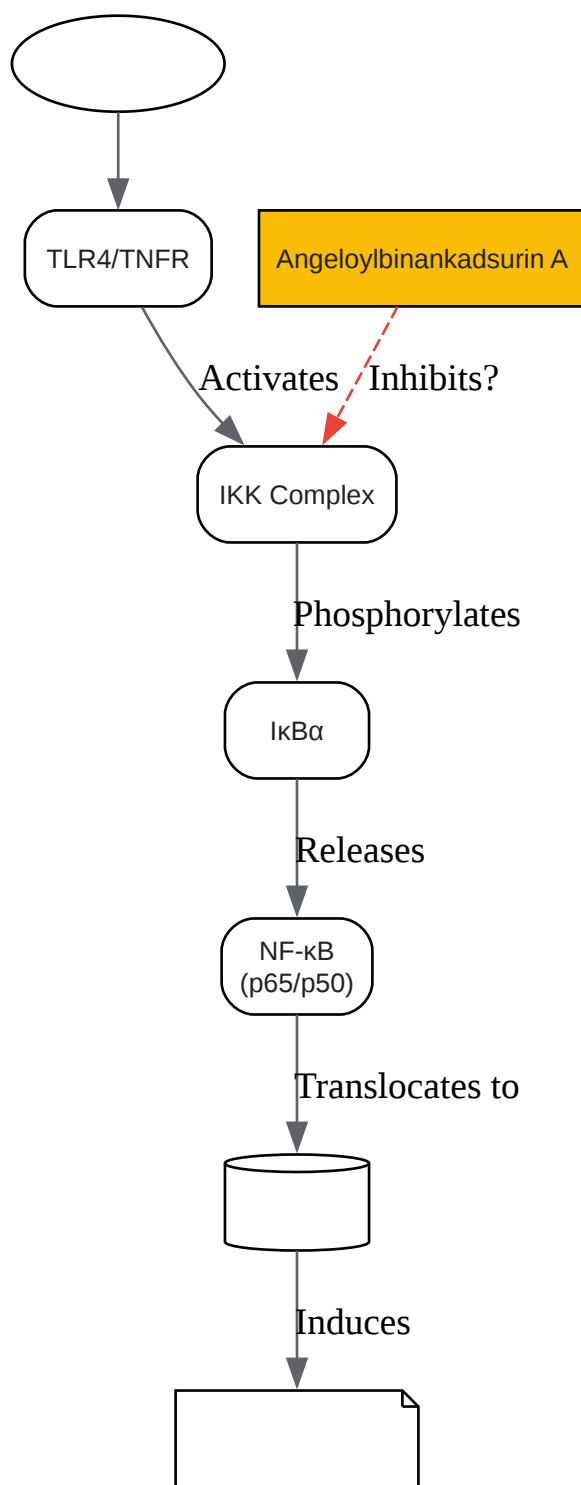 TLR4/TNFR
Angeloylbinankadsurin A
Activates
Inhibits?
IKK Complex
Phosphorylates
IκBα
Releases
NF-κB
(p65/p50)
Translocates to
Induces